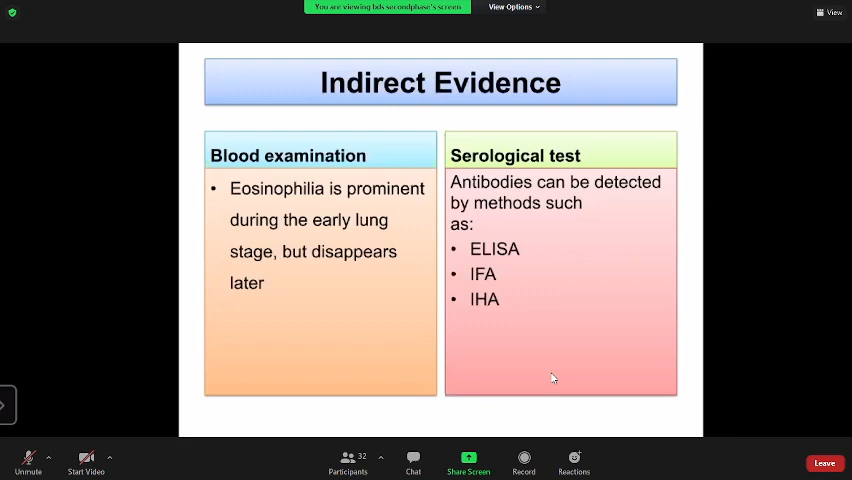 You are viewing bds secondphase's screen
View Options
View
Indirect Evidence
Blood examination
• Eosinophilia is prominent
during the early lung
stage, but disappears
later
Serological test
Antibodies can be detected
by methods such
as:
• ELISA
• IFA
• IHA
Unmute
Start Video
32
Participants
Chat
Share Screen
Record
Reactions
Leave